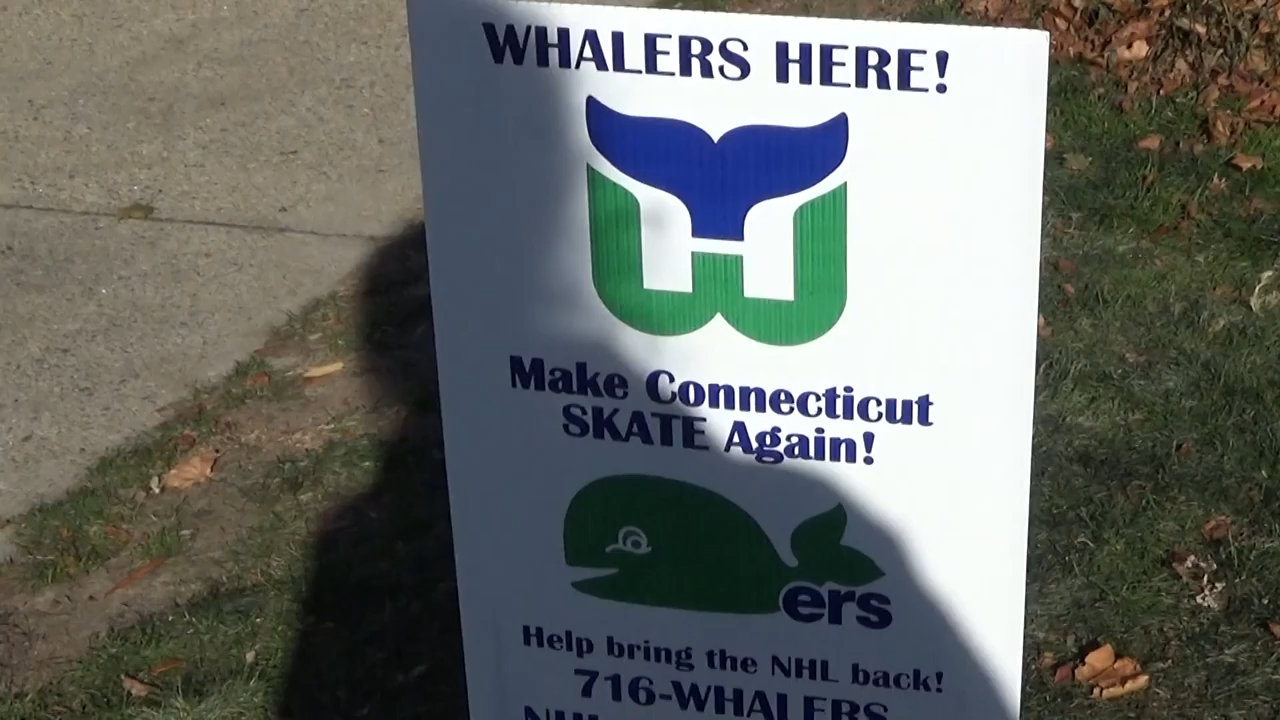 WHALERS HERE!
Make Connecticut
SKATE Again!
ers
Help bring the NHL back!
716-WHALERS